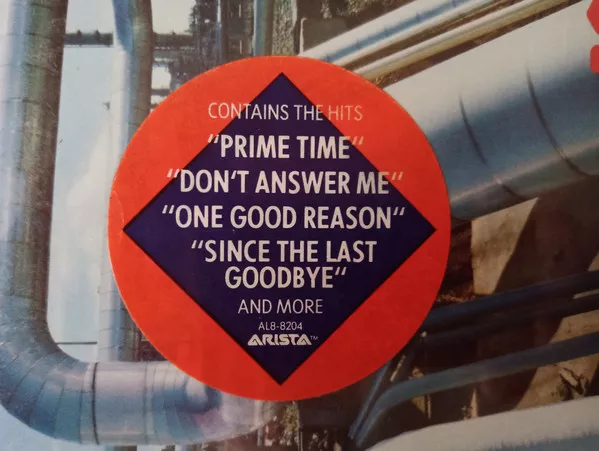 CONTAINS THE HITS
"PRIME TIME"
"DON'T ANSWER ME"
"ONE GOOD REASON"
"SINCE THE LAST
GOODBYE"
AND MORE
AL8-8204
ARISTA™